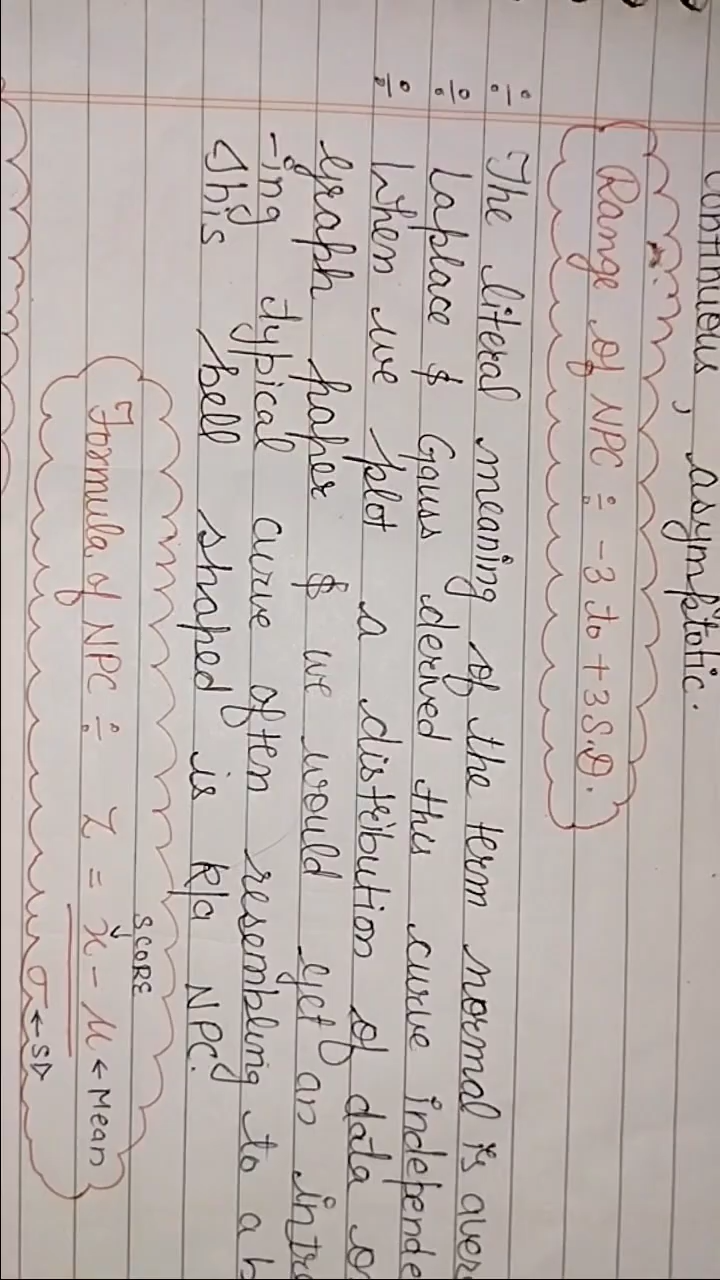 Continuous, asymptotic.
Range of NPC ÷ -3 to +3 S.D.
÷ The literal meaning of the term normal is aver
÷ Laplace & Gauss derived this curve independe
÷ When we plot a distribution of data o
graph paper & we would get an intre
-ing typical curve often resembling to a b
This bell shaped is k/a NPC.
SCORE
Formula of NPC ÷ Z = x - μ ← Mean
σ ← SD